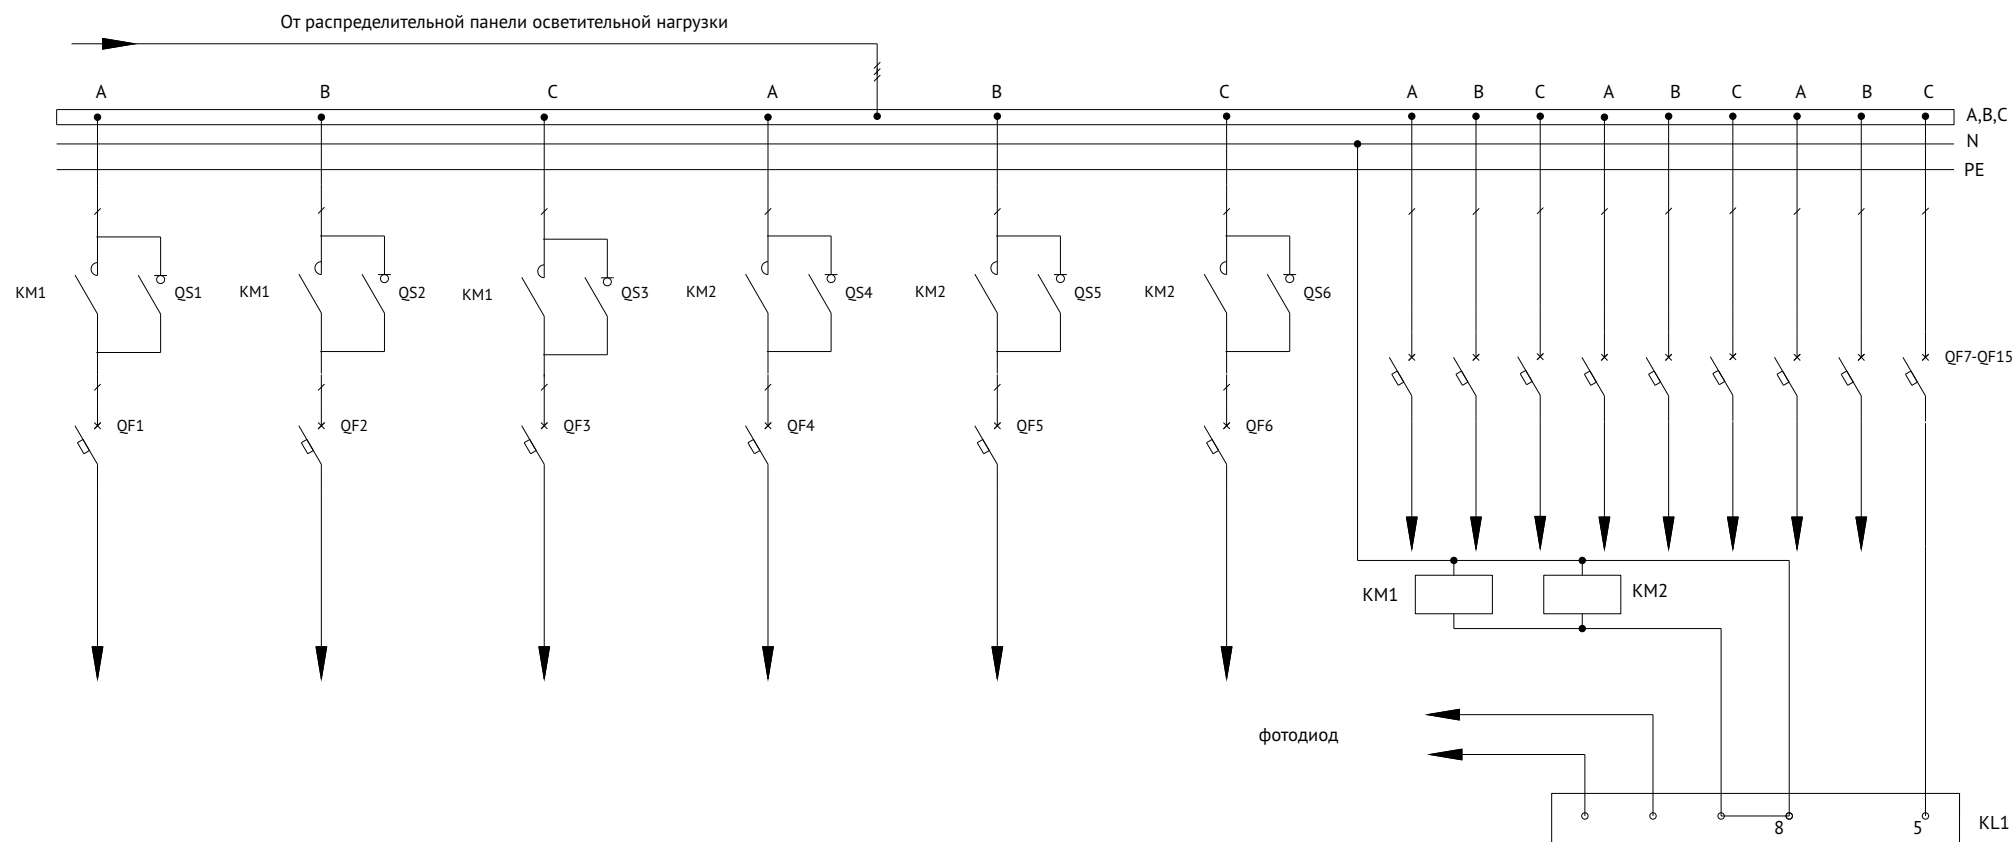 От распределительной панели осветительной нагрузки
A B C A B C A B C A B C A B C
A,B,C
N
PE
KM1 QS1 KM1 QS2 KM1 QS3 KM2 QS4 KM2 QS5 KM2 QS6
QF7-QF15
QF1 QF2 QF3 QF4 QF5 QF6
KM1 KM2
фотодиод
8 5 KL1